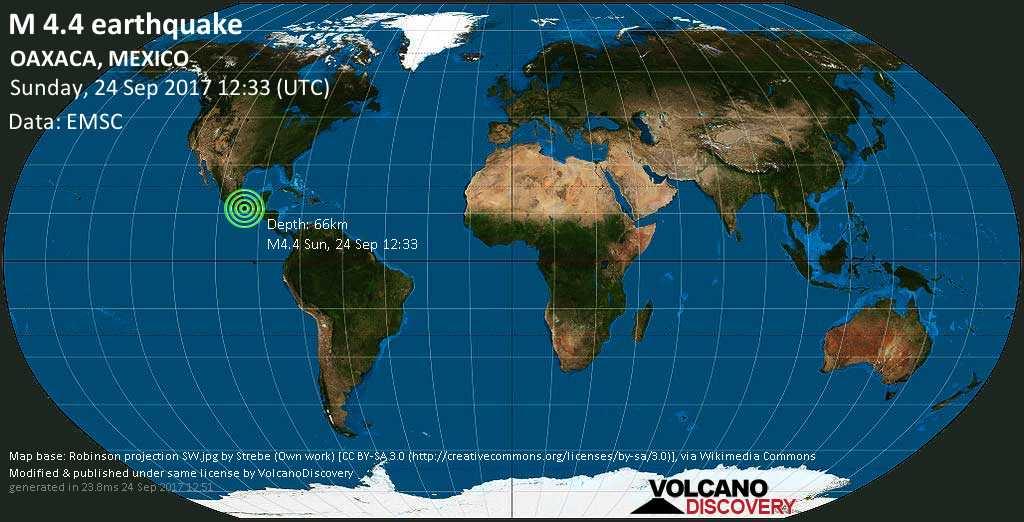 M 4.4 earthquake
OAXACA, MEXICO
Sunday, 24 Sep 2017 12:33 (UTC)
Data: EMSC
Depth: 66km
M4.4 Sun, 24 Sep 12:33
Map base: Robinson projection SW.jpg by Strebe (Own work) [CC BY-SA 3.0 (http://creativecommons.org/licenses/by-sa/3.0)], via Wikimedia Commons
Modified & published under same license by VolcanoDiscovery
generated in 23.8ms 24 Sep 2017 12:51
VOLCANO
DISCOVERY